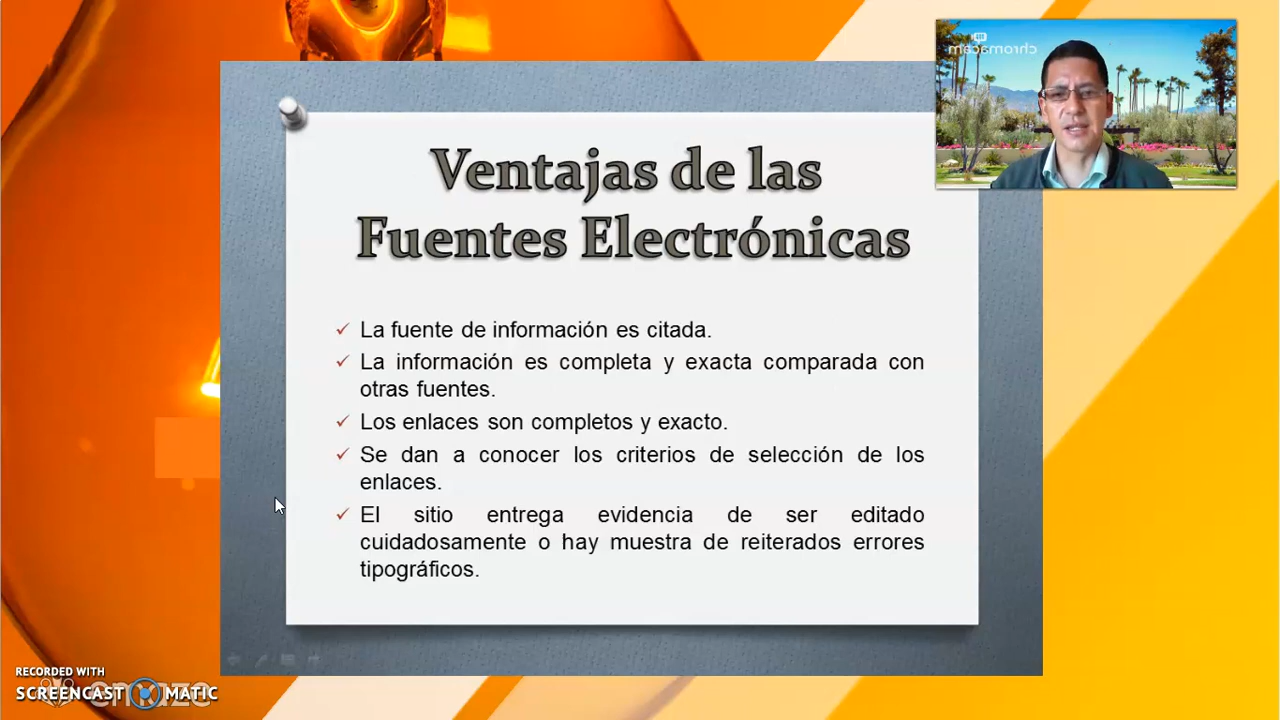 chromacam
Ventajas de las
Fuentes Electrónicas
La fuente de información es citada.
La información es completa y exacta comparada con
otras fuentes.
Los enlaces son completos y exacto.
Se dan a conocer los criterios de selección de los
enlaces.
El sitio entrega evidencia de ser editado
cuidadosamente o hay muestra de reiterados errores
tipográficos.
RECORDED WITH
SCREENCAST MATIC
emaze